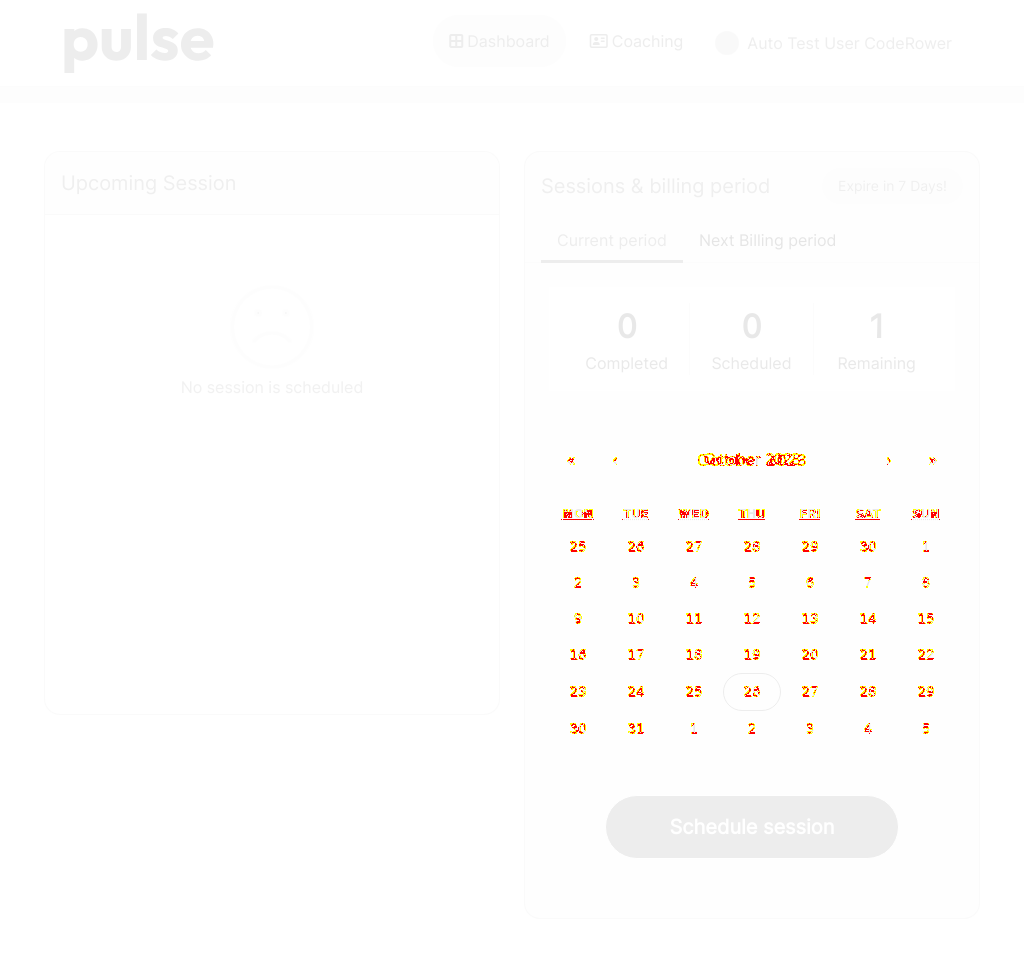 pulse
Dashboard Coaching Auto Test User CodeRower
Upcoming Session
No session is scheduled
Sessions & billing period Expire in 7 Days!
Current period Next Billing period
0 0 1
Completed Scheduled Remaining
« ‹ October 2023 › »
MON TUE WED THU FRI SAT SUN
25 26 27 28 29 30 1
2 3 4 5 6 7 8
9 10 11 12 13 14 15
16 17 18 19 20 21 22
23 24 25 26 27 28 29
30 31 1 2 3 4 5
Schedule session